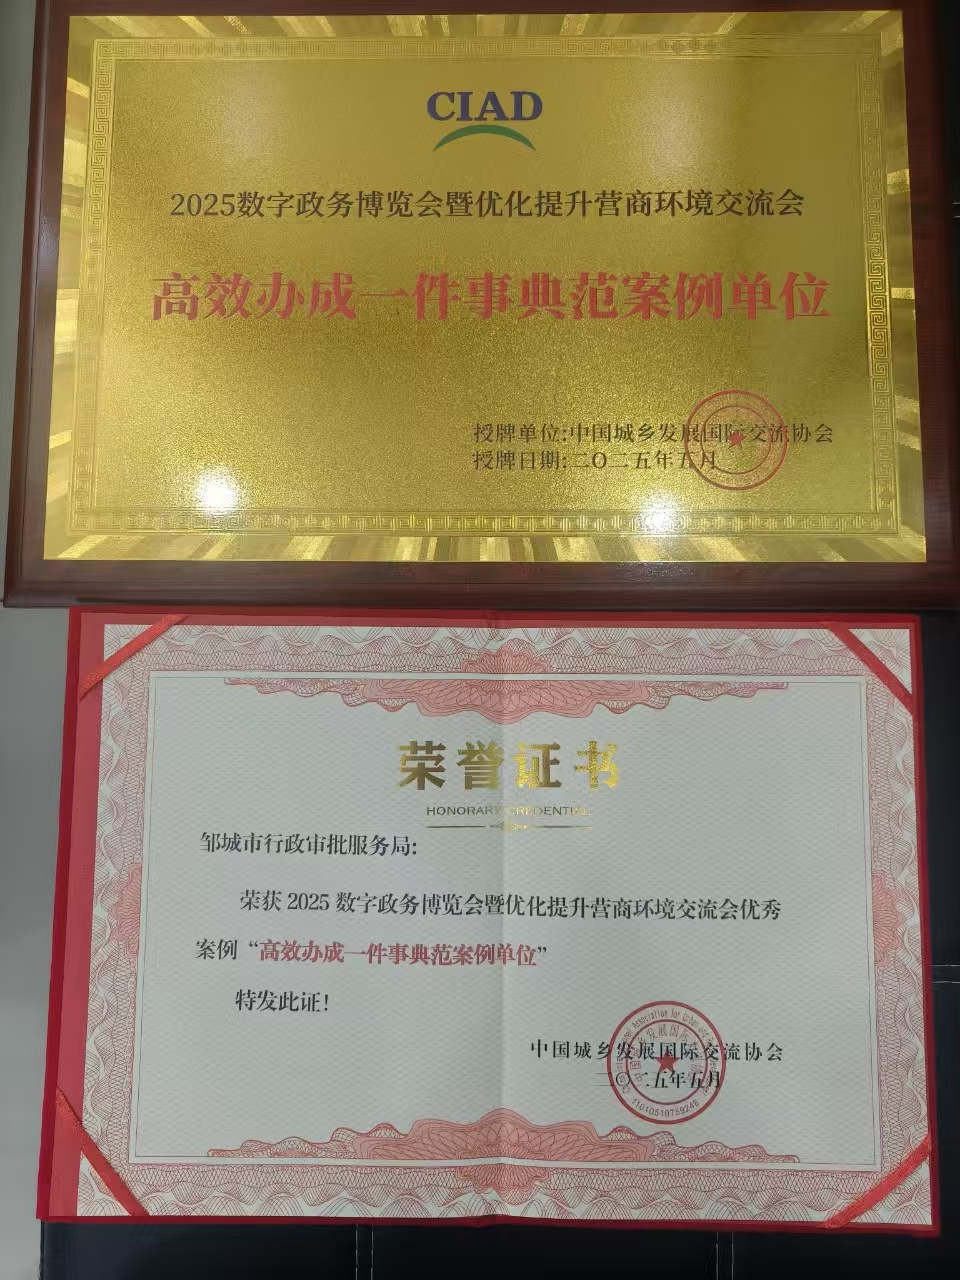 CIAD
2025数字政务博览会暨优化提升营商环境交流会
高效办成一件事典范案例单位
授牌单位:中国城乡发展国际交流协会
授牌日期:二〇二五年五月
荣誉证书
HONORARY CREDENTIAL
邹城市行政审批服务局:
荣获 2025 数字政务博览会暨优化提升营商环境交流会优秀
案例“高效办成一件事典范案例单位”
特发此证!
中国城乡发展国际交流协会
二〇二五年五月
Association for Urban and
11010510759246